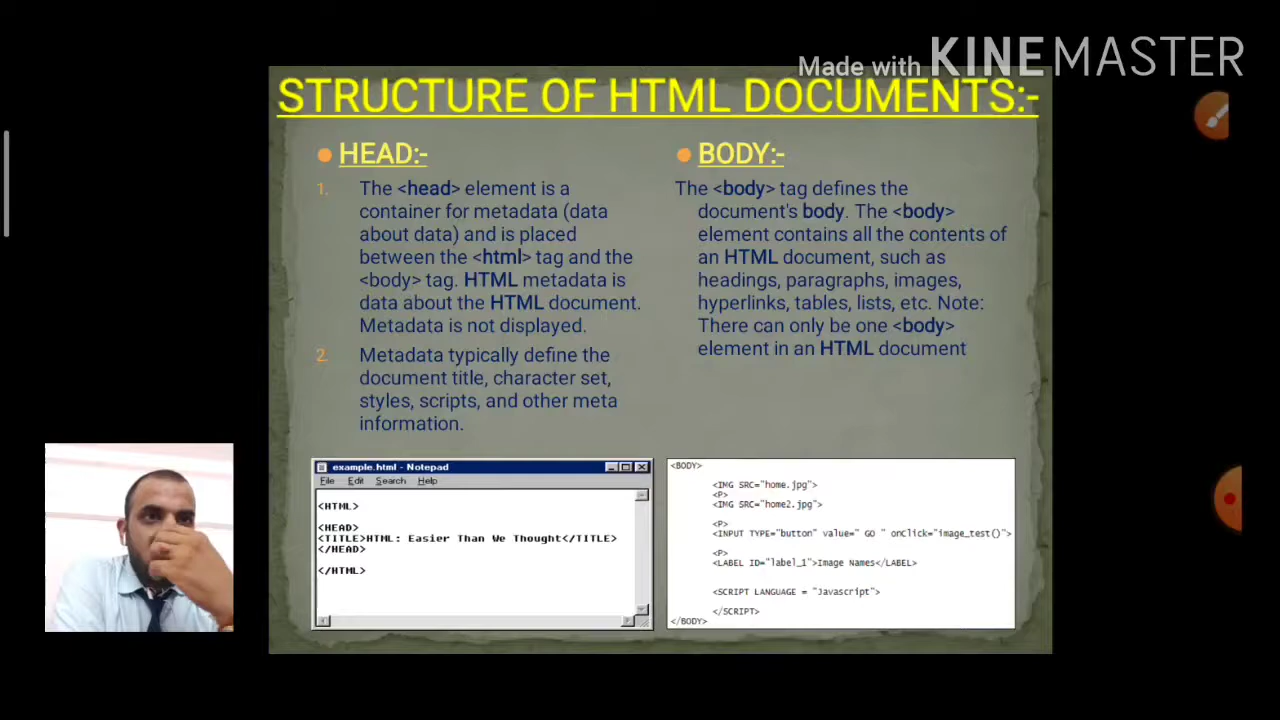 Made with KINEMASTER
STRUCTURE OF HTML DOCUMENTS:-
HEAD:-
1. The <head> element is a
container for metadata (data
about data) and is placed
between the <html> tag and the
<body> tag. HTML metadata is
data about the HTML document.
Metadata is not displayed.
2. Metadata typically define the
document title, character set,
styles, scripts, and other meta
information.
BODY:-
The <body> tag defines the
document's body. The <body>
element contains all the contents of
an HTML document, such as
headings, paragraphs, images,
hyperlinks, tables, lists, etc. Note:
There can only be one <body>
element in an HTML document
example.html - Notepad
File Edit Search Help
<HTML>
<HEAD>
<TITLE>HTML: Easier Than We Thought</TITLE>
</HEAD>
</HTML>
<BODY>
<IMG SRC="home.jpg">
<P>
<IMG SRC="home2.jpg">
<P>
<INPUT TYPE="button" value=" GO " onClick="image_test()">
<P>
<LABEL ID="label_1">Image Names</LABEL>
<SCRIPT LANGUAGE = "Javascript">
</SCRIPT>
</BODY>